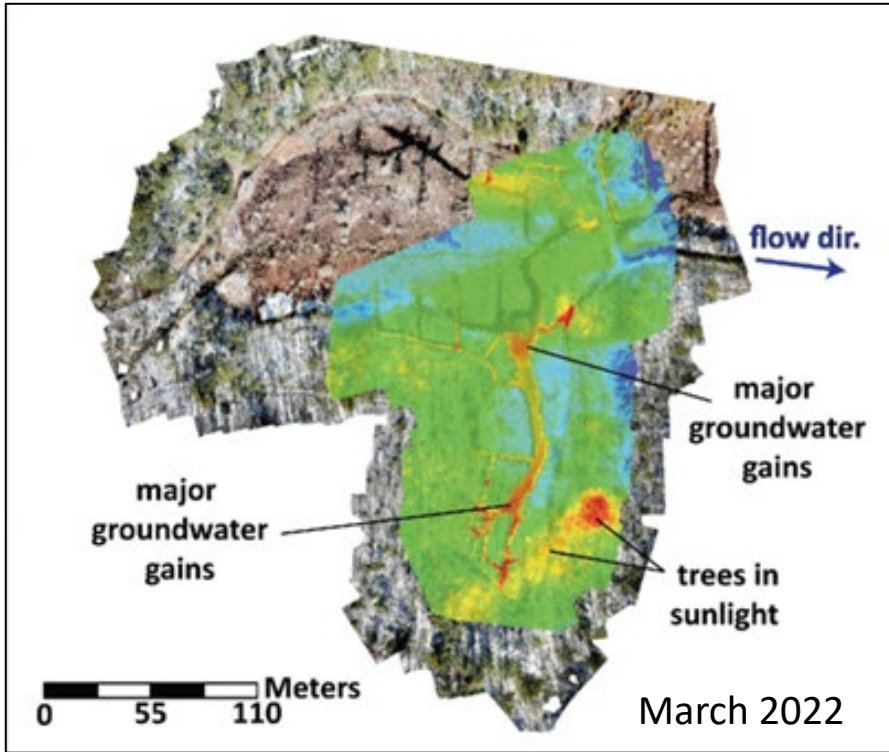 flow dir.
major
groundwater
gains
major
groundwater
gains
trees in
sunlight
Meters
0 55 110
March 2022